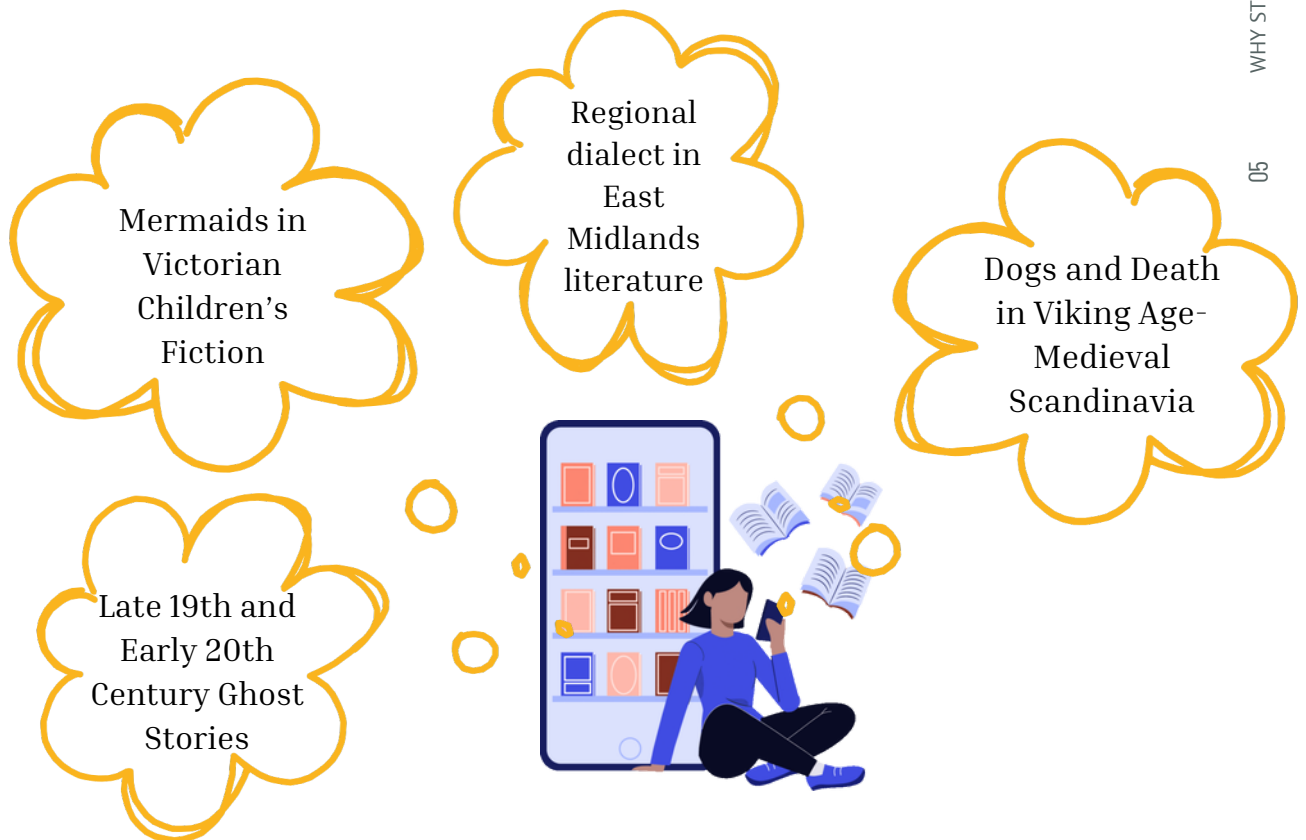 WHY ST
05
Mermaids in
Victorian
Children’s
Fiction
Regional
dialect in
East
Midlands
literature
Dogs and Death
in Viking Age-
Medieval
Scandinavia
Late 19th and
Early 20th
Century Ghost
Stories